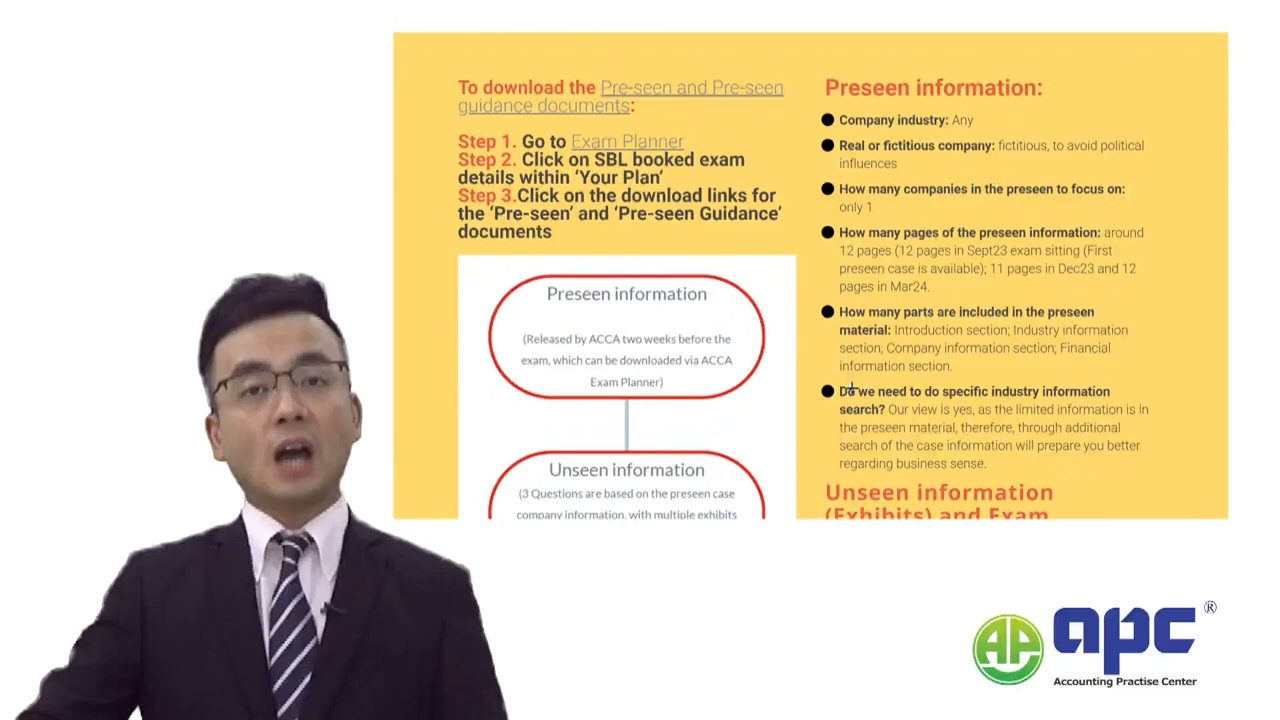 To download the Pre-seen and Pre-seen
guidance documents:
Step 1. Go to Exam Planner
Step 2. Click on SBL booked exam
details within ‘Your Plan’
Step 3.Click on the download links for
the ‘Pre-seen’ and ‘Pre-seen Guidance’
documents
Preseen information
(Released by ACCA two weeks before the
exam, which can be downloaded via ACCA
Exam Planner)
Unseen information
(3 Questions are based on the preseen case
company information, with multiple exhibits
Preseen information:
Company industry: Any
Real or fictitious company: fictitious, to avoid political
influences
How many companies in the preseen to focus on:
only 1
How many pages of the preseen information: around
12 pages (12 pages in Sept23 exam sitting (First
preseen case is available); 11 pages in Dec23 and 12
pages in Mar24.
How many parts are included in the preseen
material: Introduction section; Industry information
section; Company information section; Financial
information section.
Do we need to do specific industry information
search? Our view is yes, as the limited information is in
the preseen material, therefore, through additional
search of the case information will prepare you better
regarding business sense.
Unseen information
(Exhibits) and Exam
AP apc ®
Accounting Practise Center